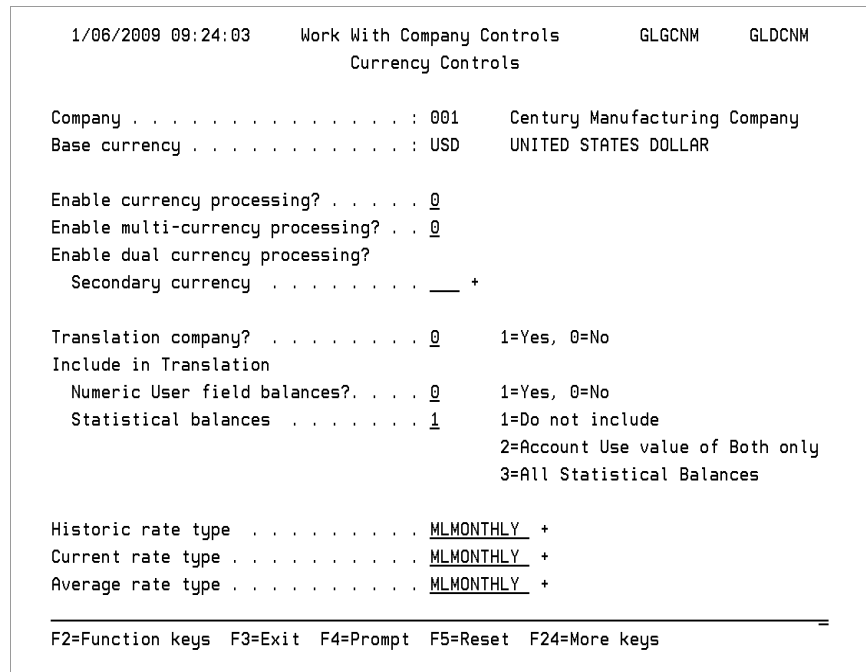 1/06/2009 09:24:03 Work With Company Controls GLGCNM GLDCNM
Currency Controls
Company . . . . . . . . . . . . . . : 001 Century Manufacturing Company
Base currency . . . . . . . . . . . : USD UNITED STATES DOLLAR
Enable currency processing? . . . . . 0
Enable multi-currency processing? . . 0
Enable dual currency processing?
Secondary currency . . . . . . . . ___ +
Translation company? . . . . . . . . 0 1=Yes, 0=No
Include in Translation
Numeric User field balances?. . . . 0 1=Yes, 0=No
Statistical balances . . . . . . . 1 1=Do not include
2=Account Use value of Both only
3=All Statistical Balances
Historic rate type . . . . . . . . . MLMONTHLY +
Current rate type . . . . . . . . . . MLMONTHLY +
Average rate type . . . . . . . . . . MLMONTHLY +
F2=Function keys F3=Exit F4=Prompt F5=Reset F24=More keys